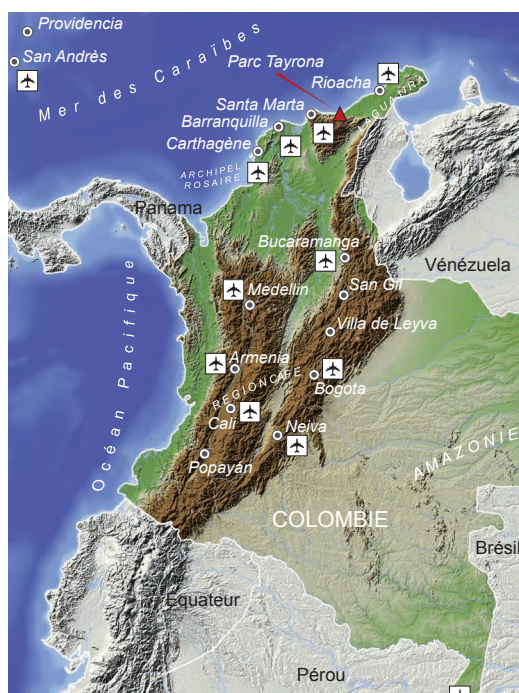 Providencia
San Andrès
Mer des Caraïbes
Parc Tayrona
Rioacha
Santa Marta
LAGUAJIRA
Barranquilla
Carthagène
ARCHIPEL
ROSAIRE
Panama
Bucaramanga
Vénézuela
Medellin
San Gil
Océan Pacifique
Villa de Leyva
Armenia
REGION CAFE
Bogota
Cali
Neiva
AMAZONIE
Popayán
COLOMBIE
Brésil
Equateur
Pérou